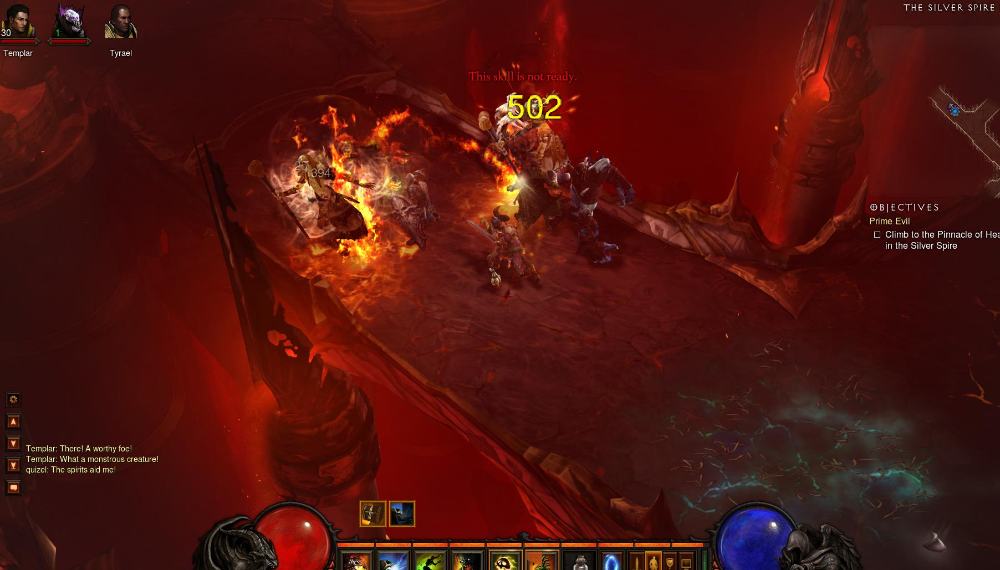 THE SILVER SPIRE
30
1
Templar
Tyrael
This skill is not ready.
502
394
OBJECTIVES
Prime Evil
Climb to the Pinnacle of Hea
in the Silver Spire
Templar: There! A worthy foe!
Templar: What a monstrous creature!
quizel: The spirits aid me!